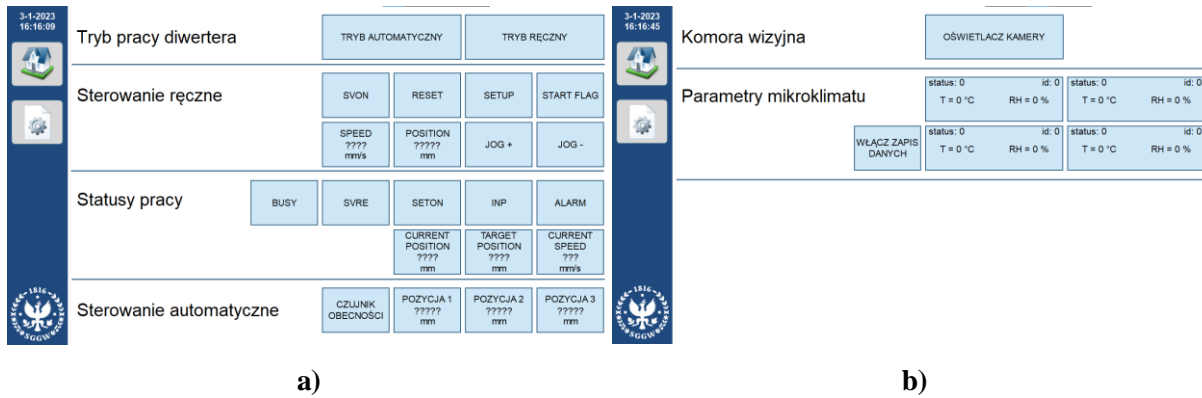 3-1-2023
16:16:09
Tryb pracy diwertera
TRYB AUTOMATYCZNY
TRYB RĘCZNY
Sterowanie ręczne
SVON
RESET
SETUP
START FLAG
SPEED
????
mm/s
POSITION
?????
mm
JOG +
JOG -
Statusy pracy
BUSY
SVRE
SETON
INP
ALARM
CURRENT
POSITION
????
mm
TARGET
POSITION
????
mm
CURRENT
SPEED
???
mm/s
Sterowanie automatyczne
CZUJNIK
OBECNOŚCI
POZYCJA 1
?????
mm
POZYCJA 2
?????
mm
POZYCJA 3
?????
mm
1816
SGGW
a)
3-1-2023
16:16:45
Komora wizyjna
OŚWIETLACZ KAMERY
Parametry mikroklimatu
status: 0 id: 0
T = 0 °C RH = 0 %
status: 0 id: 0
T = 0 °C RH = 0 %
WŁĄCZ ZAPIS
DANYCH
status: 0 id: 0
T = 0 °C RH = 0 %
status: 0 id: 0
T = 0 °C RH = 0 %
1816
SGGW
b)